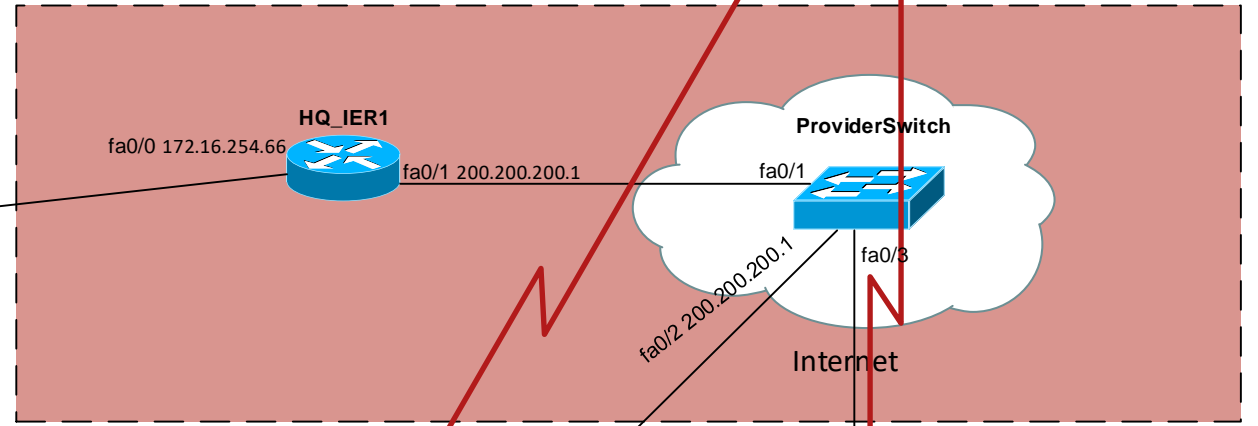 HQ_IER1
fa0/0 172.16.254.66
fa0/1 200.200.200.1
ProviderSwitch
fa0/1
fa0/2 200.200.200.1
fa0/3
Internet